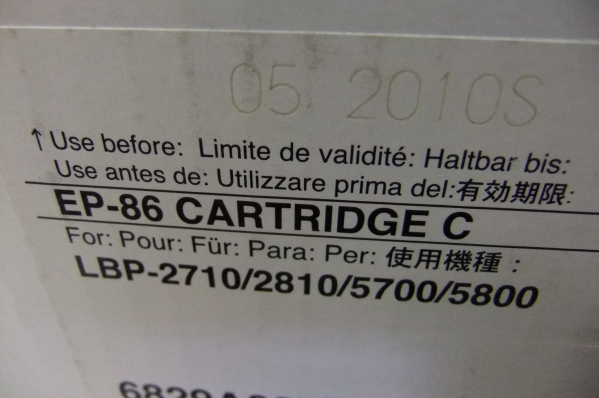 05 2010S
↑Use before: Limite de validité: Haltbar bis:
Use antes de: Utilizzare prima del:有効期限:
EP-86 CARTRIDGE C
For: Pour: Für: Para: Per: 使用機種 :
LBP-2710/2810/5700/5800